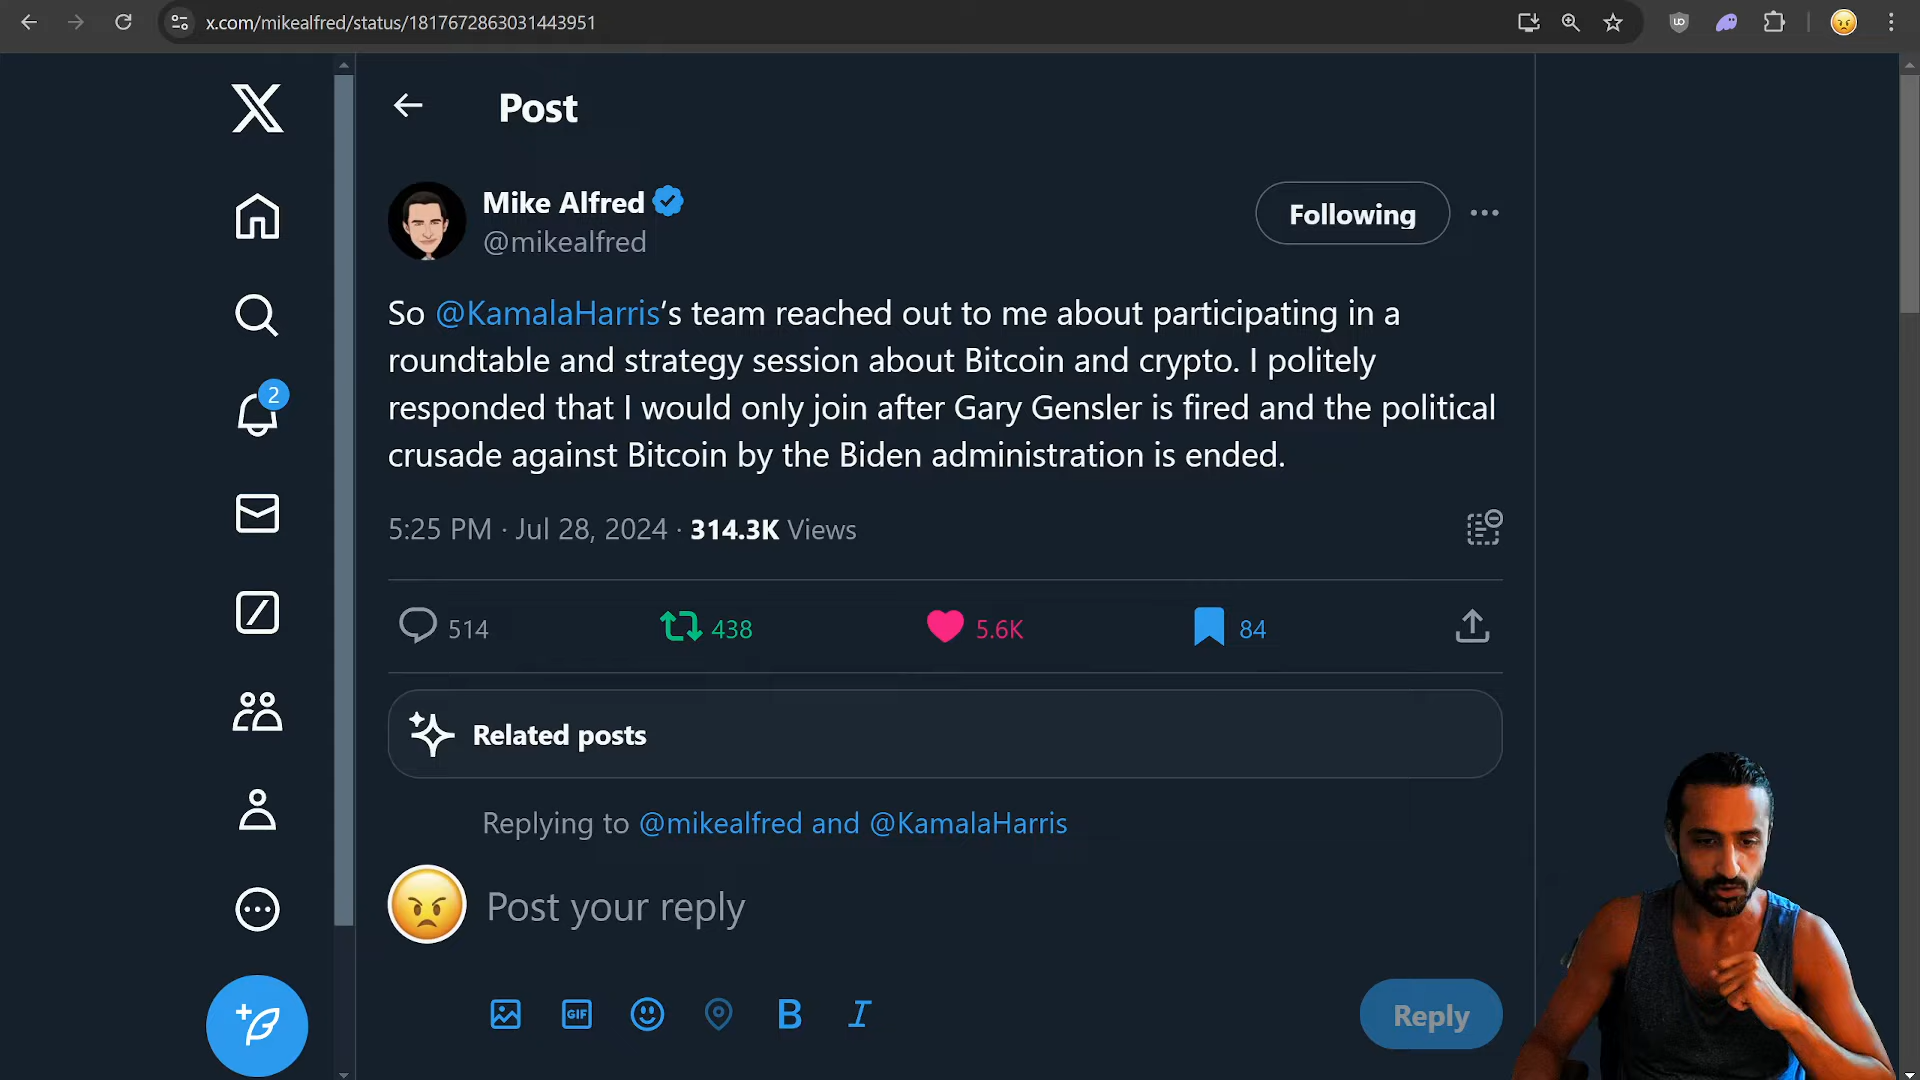 x.com/mikealfred/status/1817672863031443951
Post
Mike Alfred
@mikealfred
Following
So @KamalaHarris‘s team reached out to me about participating in a
roundtable and strategy session about Bitcoin and crypto. I politely
responded that I would only join after Gary Gensler is fired and the political
crusade against Bitcoin by the Biden administration is ended.
5:25 PM · Jul 28, 2024 · 314.3K Views
2
514
438
5.6K
84
Related posts
Replying to @mikealfred and @KamalaHarris
Post your reply
GIF
B
I
Reply